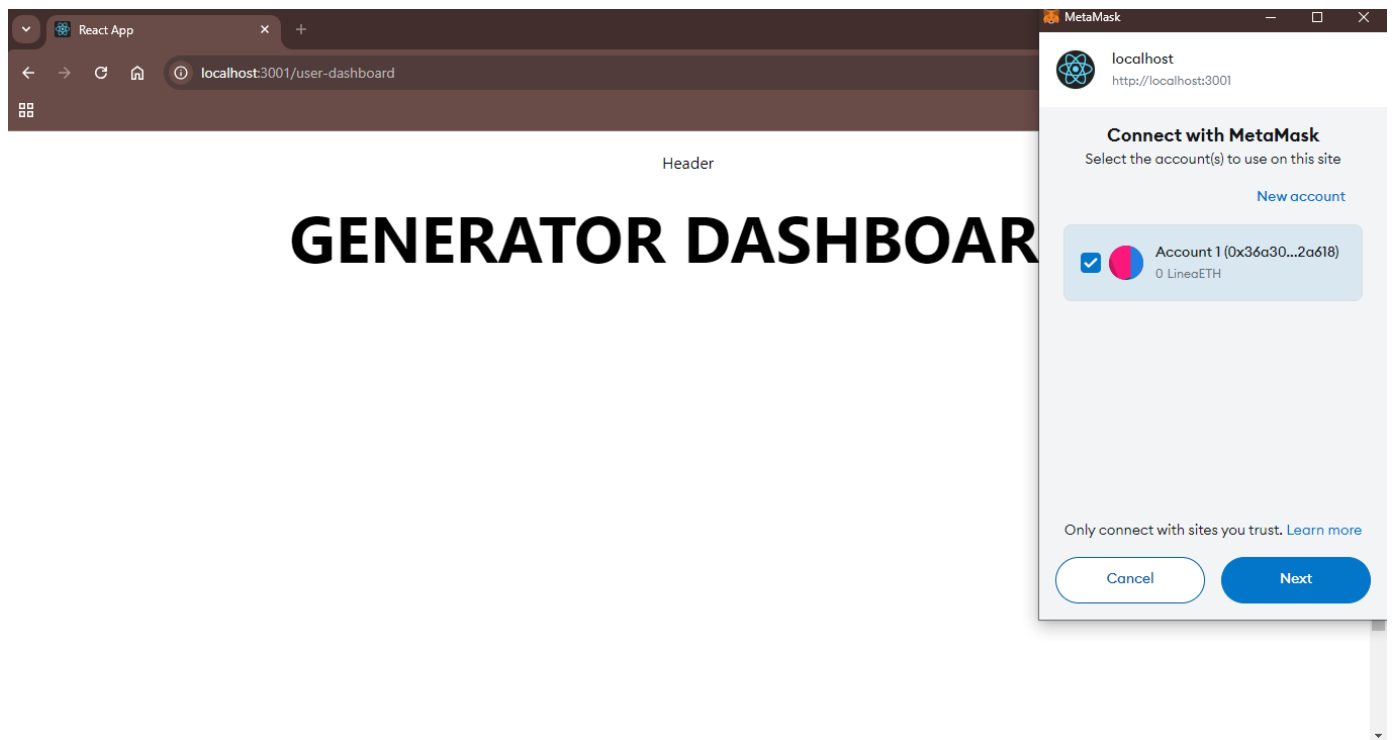 React App
localhost:3001/user-dashboard
Header
GENERATOR DASHBOAR
MetaMask
localhost
http://localhost:3001
Connect with MetaMask
Select the account(s) to use on this site
New account
Account 1 (0x36a30...2a618)
0 LineaETH
Only connect with sites you trust. Learn more
Cancel
Next